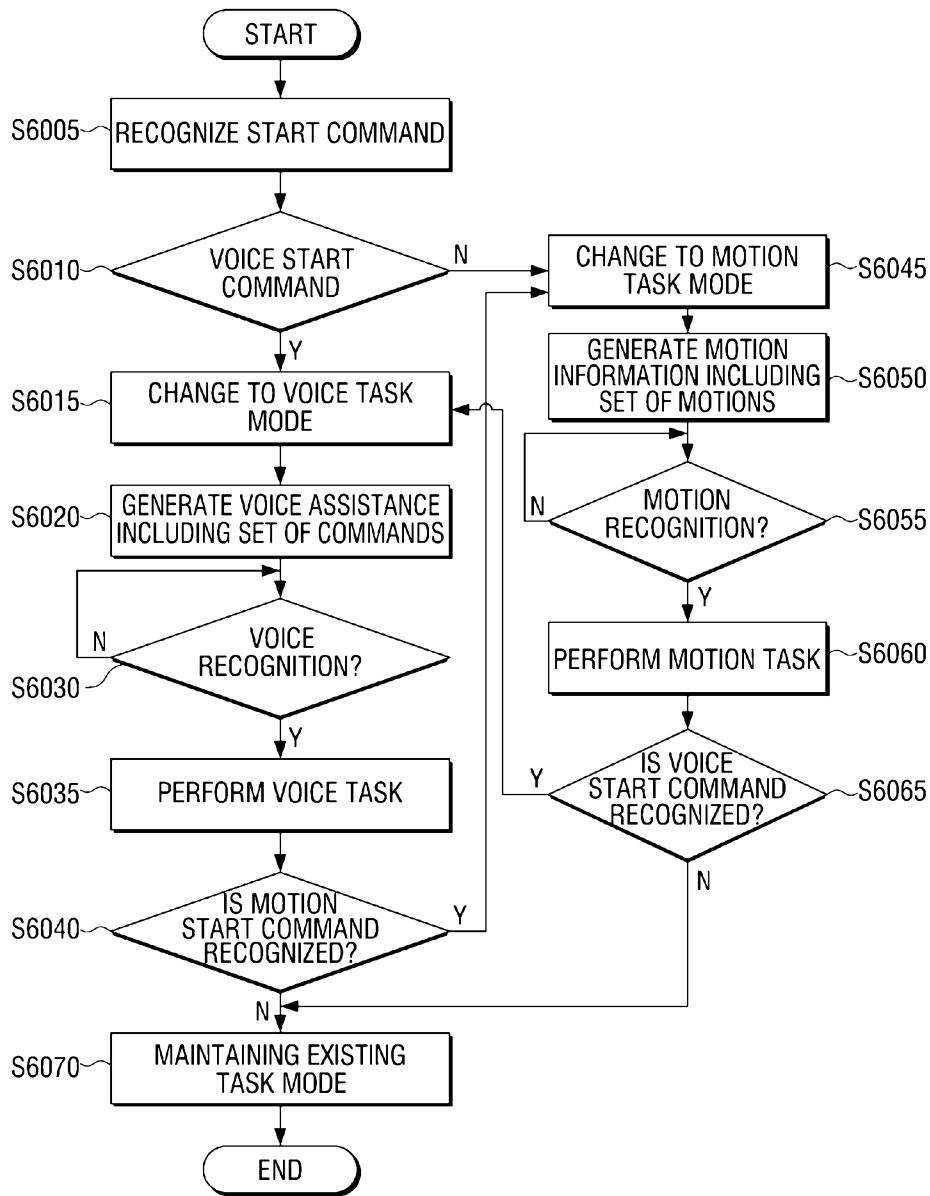 START
S6005
RECOGNIZE START COMMAND
S6010
VOICE START
COMMAND
N
Y
CHANGE TO MOTION
TASK MODE
S6045
GENERATE MOTION
INFORMATION INCLUDING
SET OF MOTIONS
S6050
S6015
CHANGE TO VOICE TASK
MODE
S6020
GENERATE VOICE ASSISTANCE
INCLUDING SET OF COMMANDS
N
MOTION
RECOGNITION?
S6055
Y
N
VOICE
RECOGNITION?
S6030
Y
PERFORM MOTION TASK
S6060
S6035
PERFORM VOICE TASK
Y
IS VOICE
START COMMAND
RECOGNIZED?
S6065
N
S6040
IS MOTION
START COMMAND
RECOGNIZED?
Y
N
S6070
MAINTAINING EXISTING
TASK MODE
END